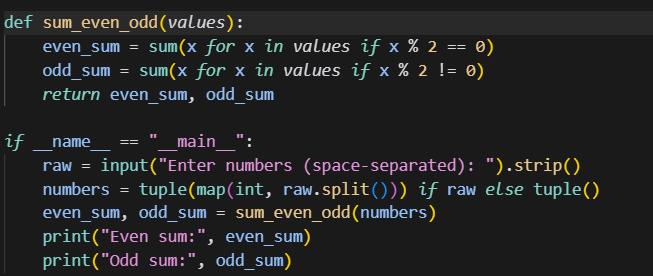 def sum_even_odd(values):
    even_sum = sum(x for x in values if x % 2 == 0)
    odd_sum = sum(x for x in values if x % 2 != 0)
    return even_sum, odd_sum

if __name__ == "__main__":
    raw = input("Enter numbers (space-separated): ").strip()
    numbers = tuple(map(int, raw.split())) if raw else tuple()
    even_sum, odd_sum = sum_even_odd(numbers)
    print("Even sum:", even_sum)
    print("Odd sum:", odd_sum)